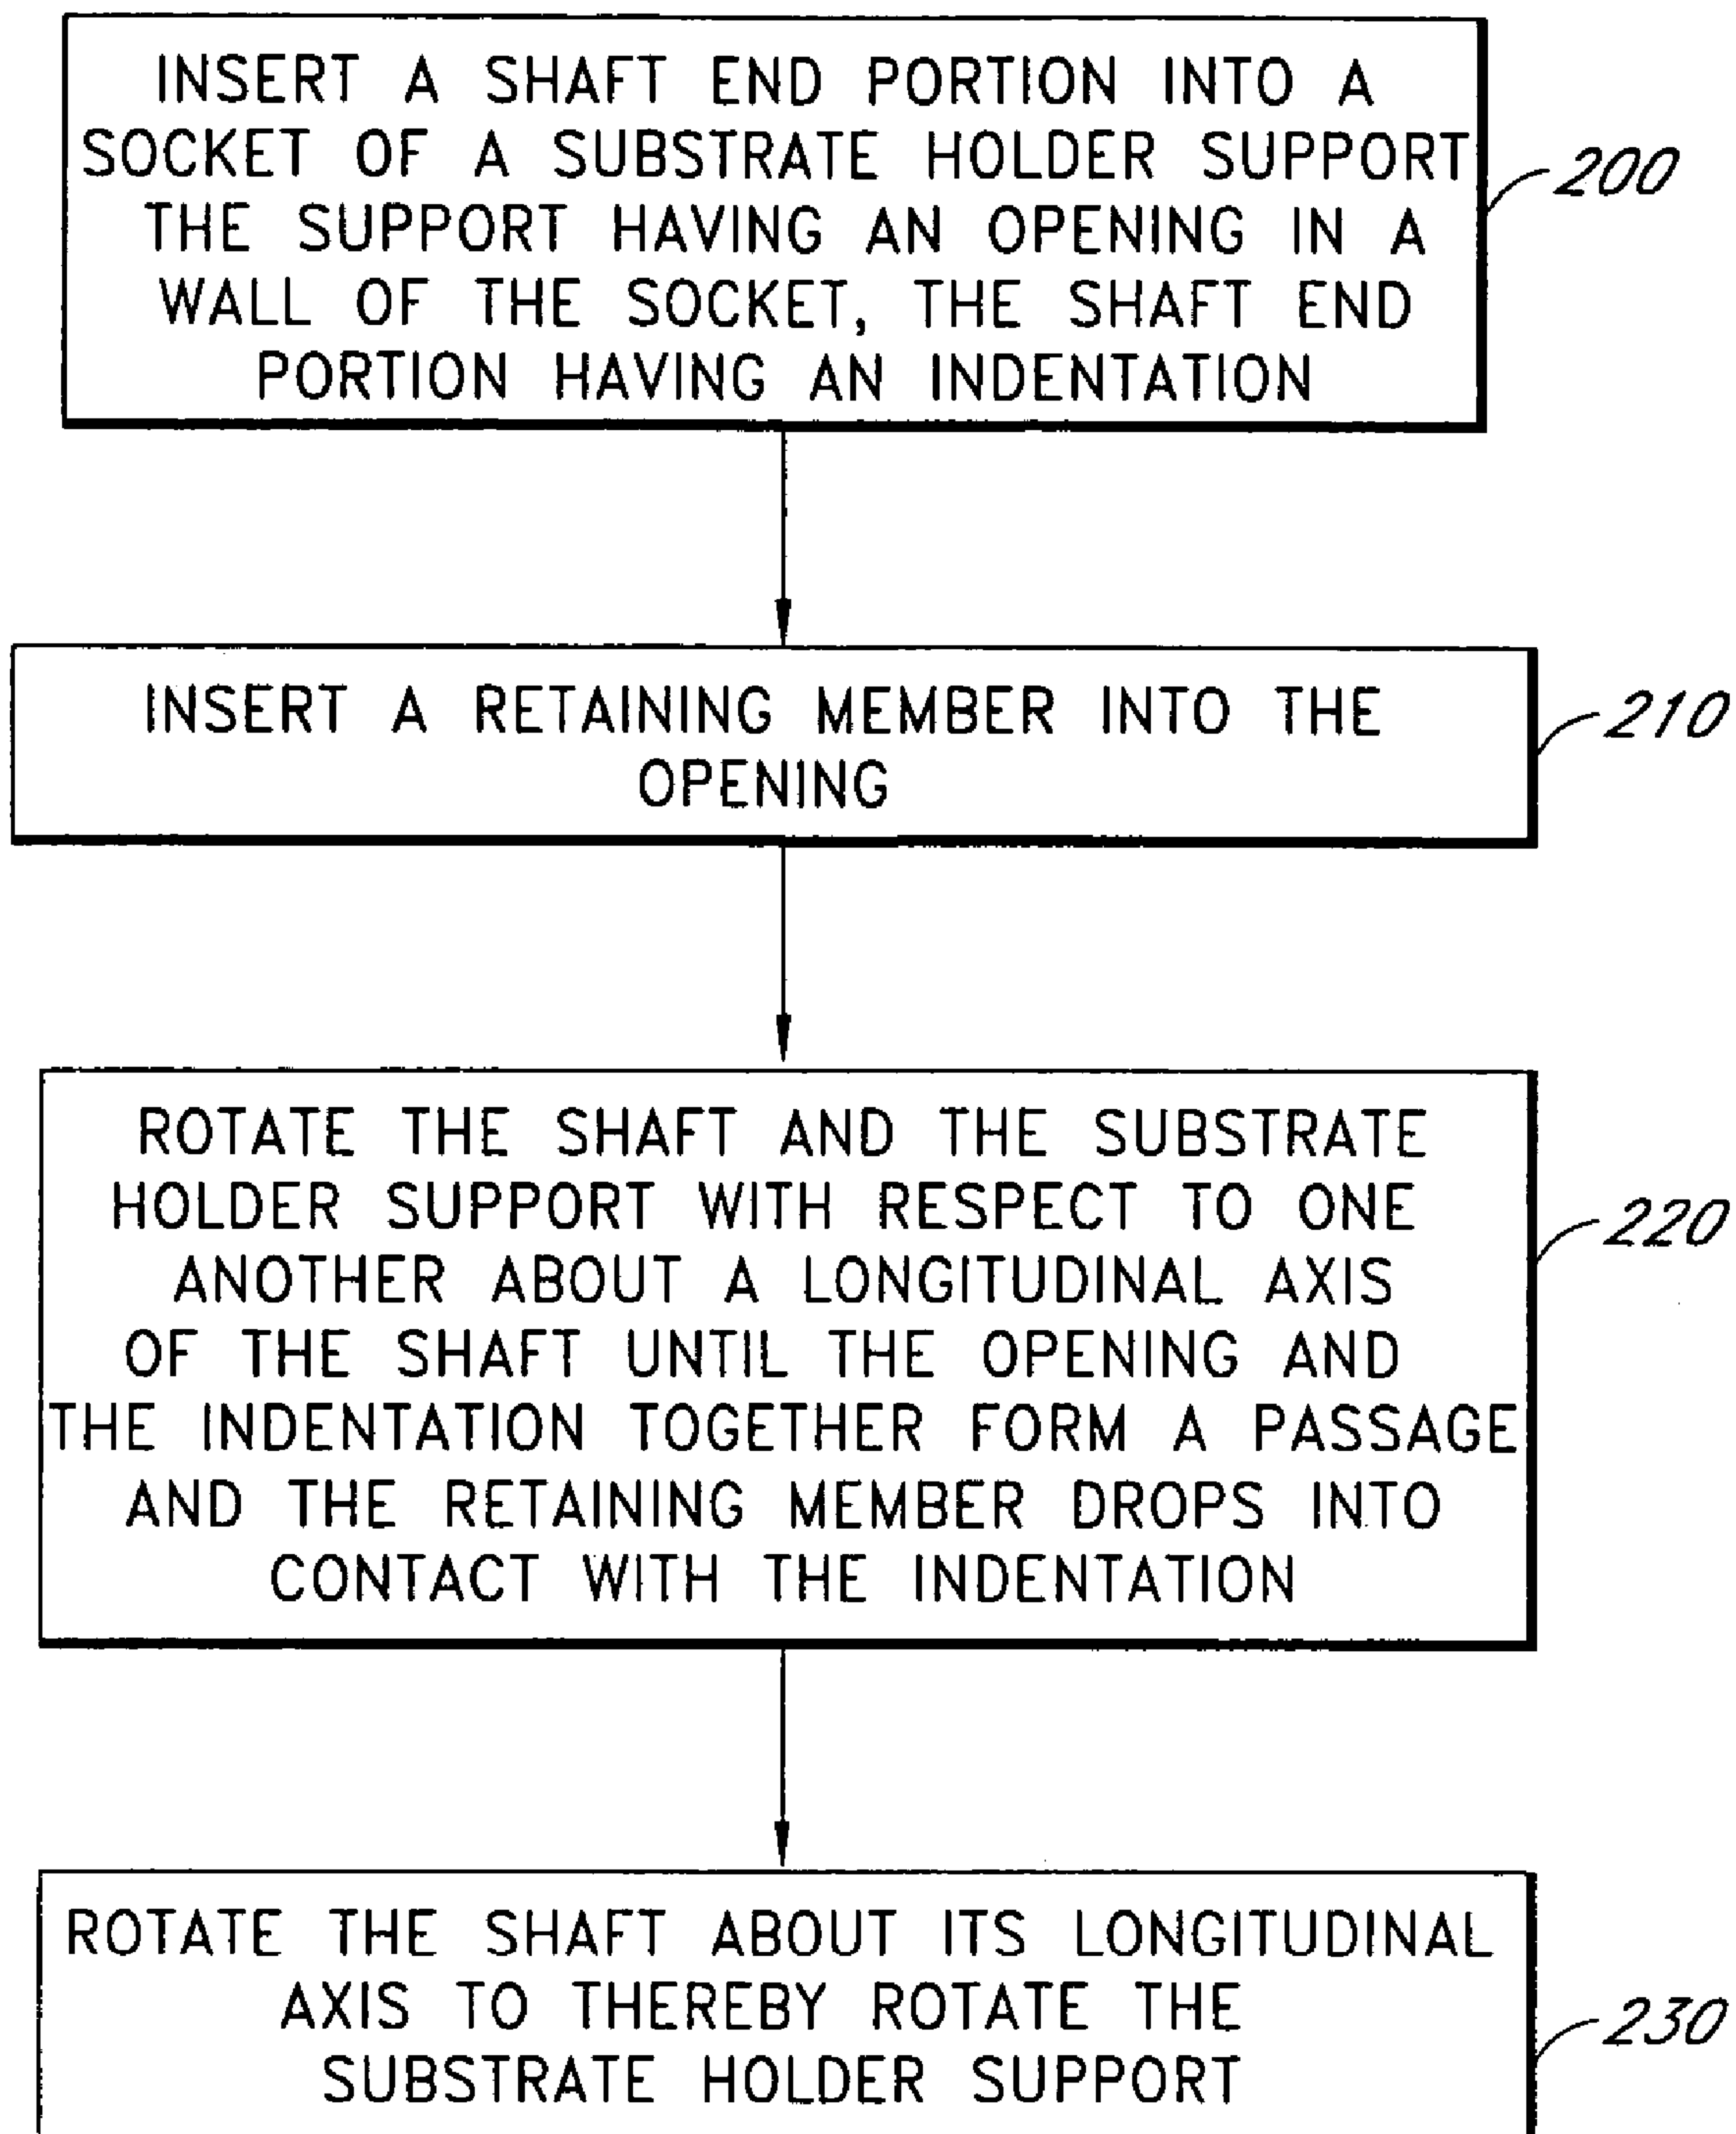 INSERT A SHAFT END PORTION INTO A
SOCKET OF A SUBSTRATE HOLDER SUPPORT
THE SUPPORT HAVING AN OPENING IN A
WALL OF THE SOCKET, THE SHAFT END
PORTION HAVING AN INDENTATION
200
INSERT A RETAINING MEMBER INTO THE
OPENING
210
ROTATE THE SHAFT AND THE SUBSTRATE
HOLDER SUPPORT WITH RESPECT TO ONE
ANOTHER ABOUT A LONGITUDINAL AXIS
OF THE SHAFT UNTIL THE OPENING AND
THE INDENTATION TOGETHER FORM A PASSAGE
AND THE RETAINING MEMBER DROPS INTO
CONTACT WITH THE INDENTATION
220
ROTATE THE SHAFT ABOUT ITS LONGITUDINAL
AXIS TO THEREBY ROTATE THE
SUBSTRATE HOLDER SUPPORT
230